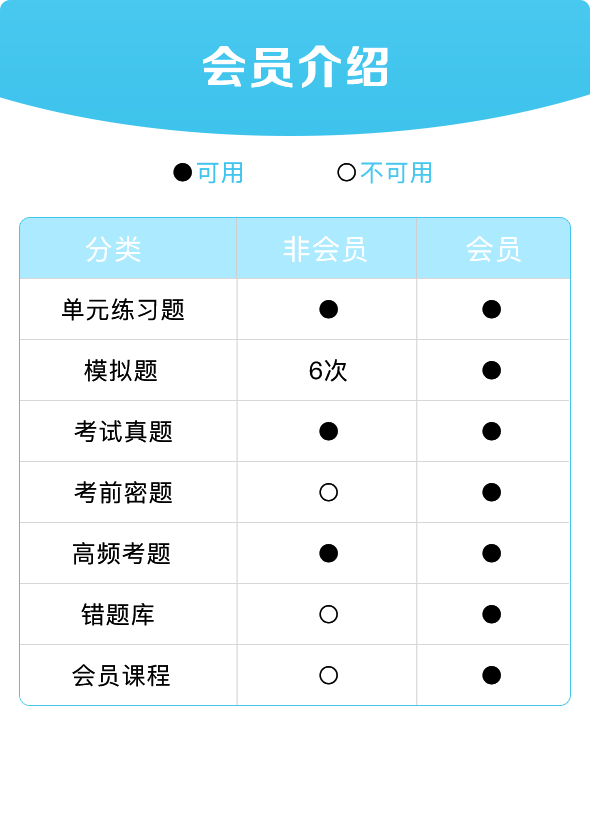 会员介绍
●可用 ○不可用
分类 非会员 会员
单元练习题 ● ●
模拟题 6次 ●
考试真题 ● ●
考前密题 ○ ●
高频考题 ● ●
错题库 ○ ●
会员课程 ○ ●